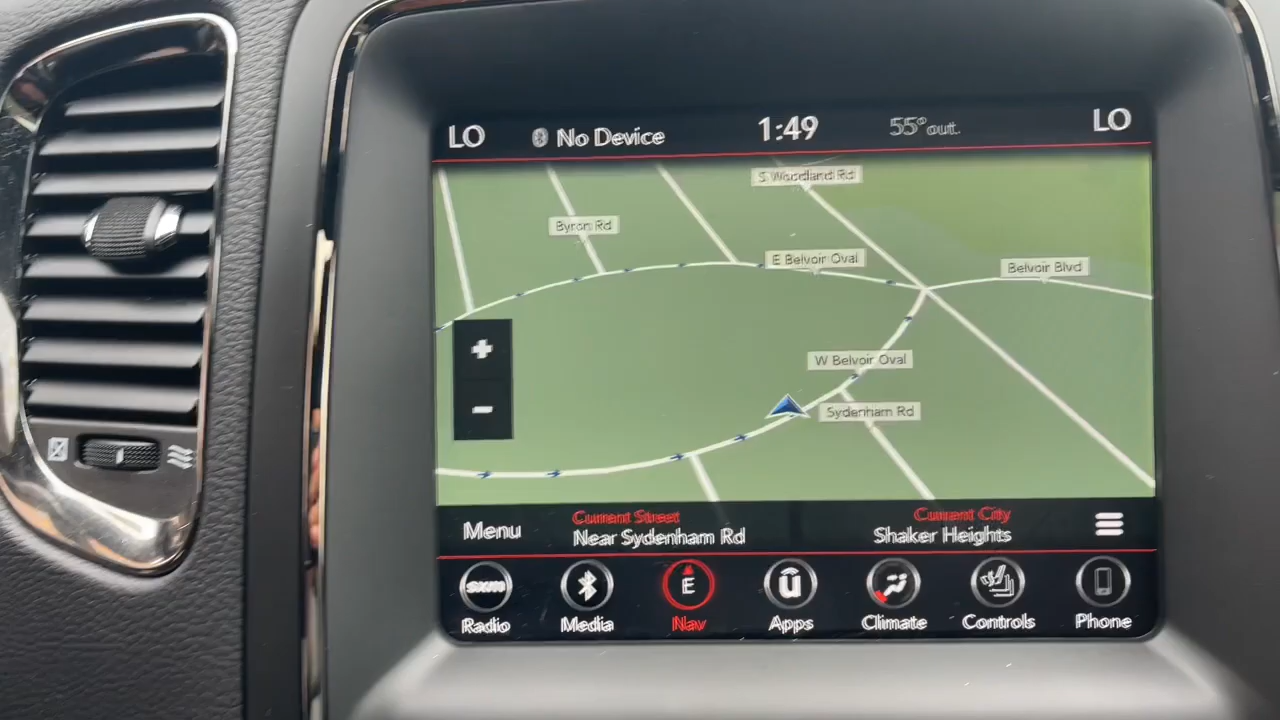 LO
No Device
1:49
55° out.
LO
S Woodland Rd
Byron Rd
E Belvoir Oval
Belvoir Blvd
W Belvoir Oval
Sydenham Rd
Menu
Current Street
Near Sydenham Rd
Current City
Shaker Heights
sxm
E
ū
Radio
Media
Nav
Apps
Climate
Controls
Phone